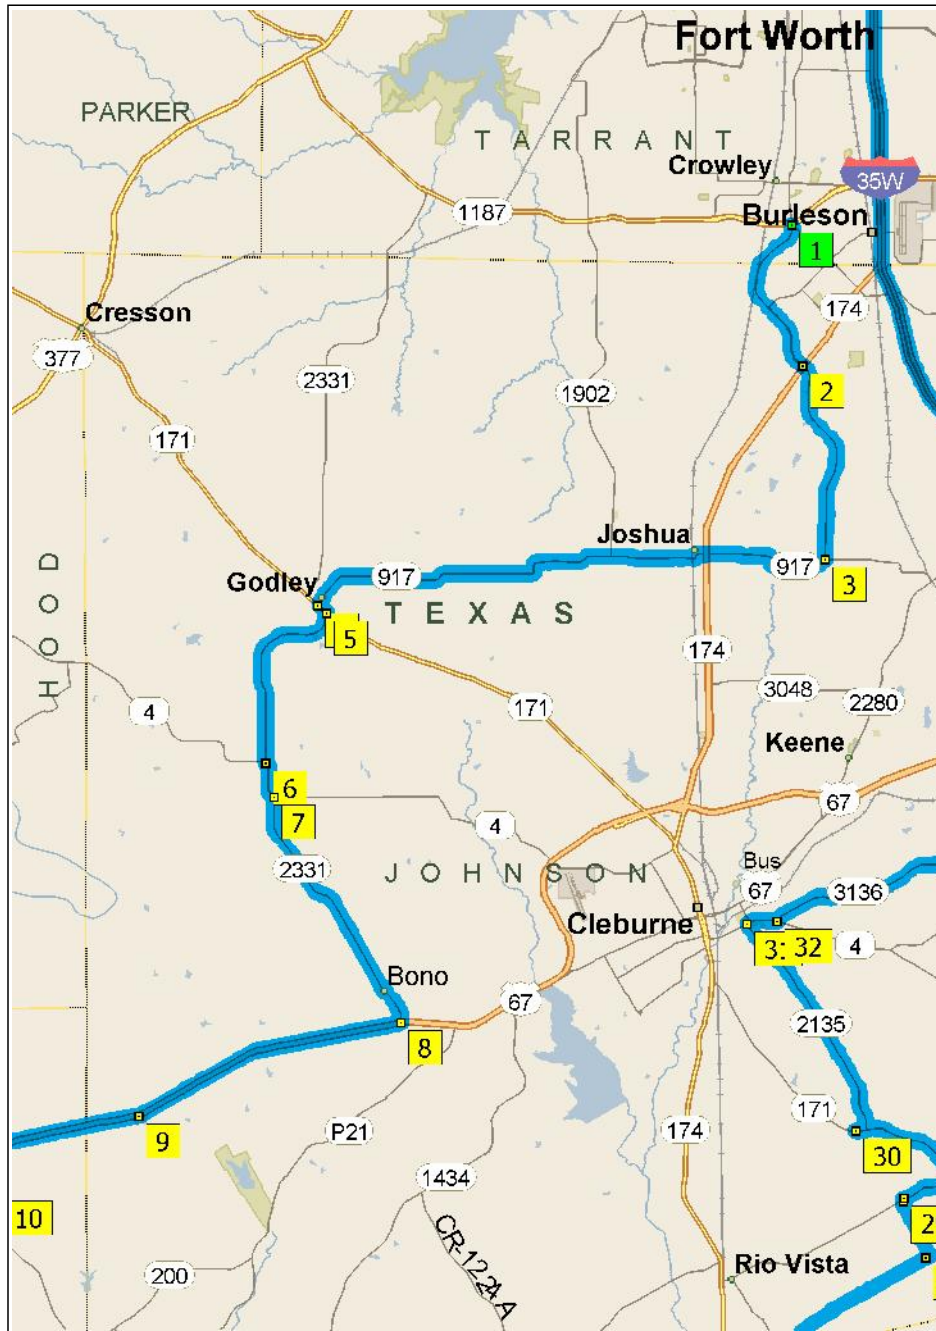 Fort Worth
PARKER
TARRANT
Crowley
35W
1187
Burleson
1
Cresson
174
377
2331
2
1902
171
Joshua
HOOD
917
917
3
Godley
TEXAS
5
174
3048
4
171
2280
Keene
6
67
7
4
2331
JOHNSON
Bus
67
3136
Cleburne
32
4
Bono
67
2135
8
171
9
P21
174
30
1434
10
CR-1224A
200
Rio Vista